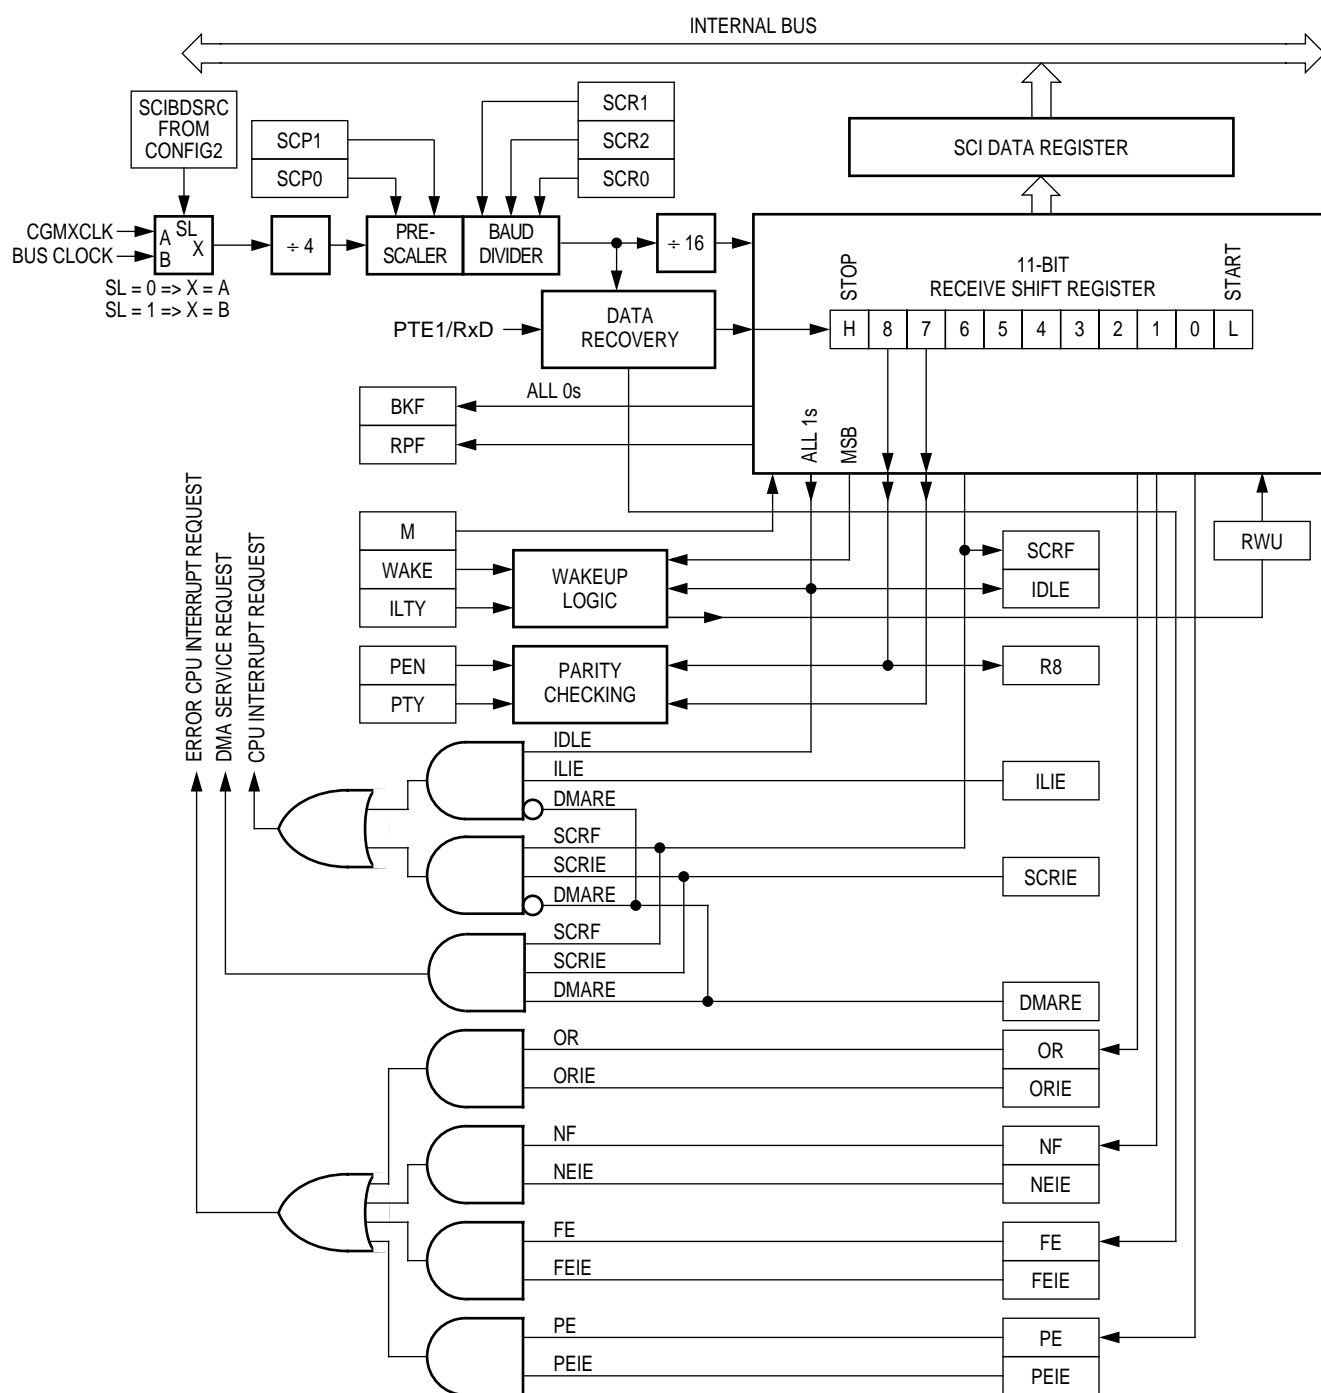 INTERNAL BUS
SCIBDSRC
FROM
CONFIG2
SCP1
SCP0
SCR1
SCR2
SCR0
SCI DATA REGISTER
CGMXCLK
BUS CLOCK
A
B
SL
X
SL = 0 => X = A
SL = 1 => X = B
÷ 4
PRE-
SCALER
BAUD
DIVIDER
÷ 16
DATA
RECOVERY
PTE1/RxD
STOP
11-BIT
RECEIVE SHIFT REGISTER
START
H 8 7 6 5 4 3 2 1 0 L
ALL 0s
BKF
RPF
ALL 1s
MSB
M
WAKE
ILTY
WAKEUP
LOGIC
SCRF
IDLE
RWU
PEN
PTY
PARITY
CHECKING
R8
ERROR CPU INTERRUPT REQUEST
DMA SERVICE REQUEST
CPU INTERRUPT REQUEST
IDLE
ILIE
DMARE
ILIE
SCRF
SCRIE
DMARE
SCRIE
SCRF
SCRIE
DMARE
DMARE
OR
ORIE
OR
ORIE
NF
NEIE
NF
NEIE
FE
FEIE
FE
FEIE
PE
PEIE
PE
PEIE